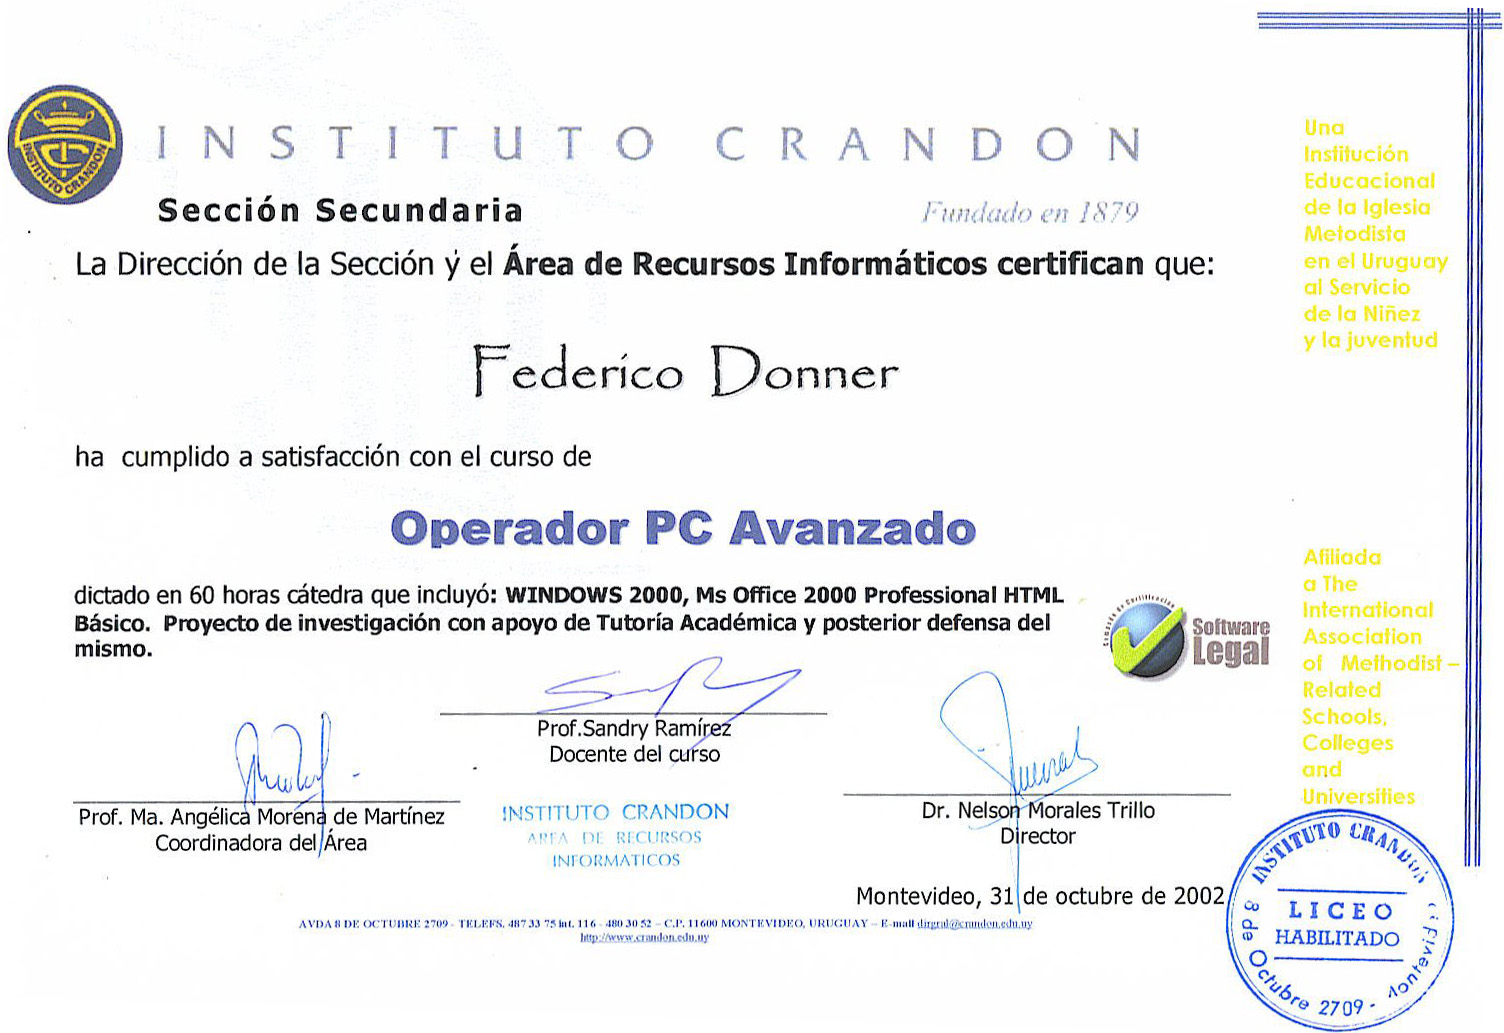 INSTITUTO CRANDON
INSTITUTO CRANDON
Sección Secundaria
Fundado en 1879
La Dirección de la Sección y el Área de Recursos Informáticos certifican que:
Federico Donner
ha cumplido a satisfacción con el curso de
Operador PC Avanzado
dictado en 60 horas cátedra que incluyó: WINDOWS 2000, Ms Office 2000 Professional HTML
Básico. Proyecto de investigación con apoyo de Tutoría Académica y posterior defensa del
mismo.
Software
Legal
Prof.Sandry Ramírez
Docente del curso
Prof. Ma. Angélica Morena de Martínez
Coordinadora del Área
INSTITUTO CRANDON
AREA DE RECURSOS
INFORMATICOS
Dr. Nelson Morales Trillo
Director
Montevideo, 31 de octubre de 2002
AVDA 8 DE OCTUBRE 2709 - TELEFS. 487 33 75 int. 116 - 480 30 52 - C.P. 11600 MONTEVIDEO, URUGUAY - E-mail dirgral@crandon.edu.uy
http://www.crandon.edu.uy
Una
Institución
Educacional
de la Iglesia
Metodista
en el Uruguay
al Servicio
de la Niñez
y la juventud
Afiliada
a The
International
Association
of Methodist –
Related
Schools,
Colleges
and
Universities
INSTITUTO CRANDON
LICEO
HABILITADO
8 de Octubre 2709 - Montevideo